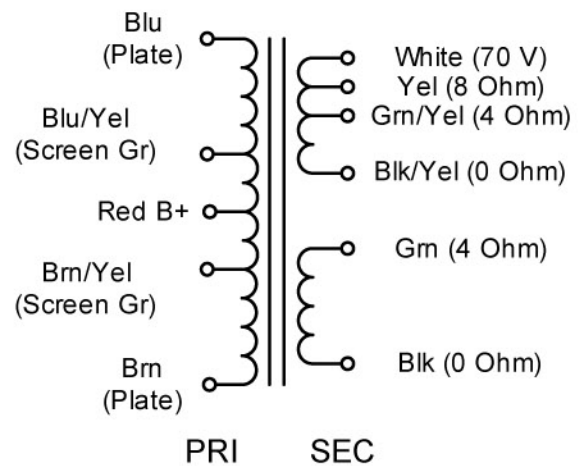 Blu
(Plate)
Blu/Yel
(Screen Gr)
Red B+
Brn/Yel
(Screen Gr)
Brn
(Plate)
White (70 V)
Yel (8 Ohm)
Grn/Yel (4 Ohm)
Blk/Yel (0 Ohm)
Grn (4 Ohm)
Blk (0 Ohm)
PRI
SEC